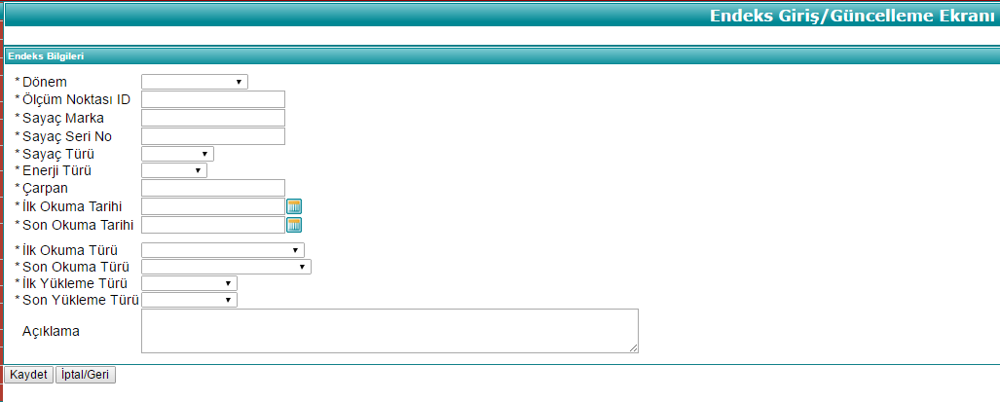 Endeks Giriş/Güncelleme Ekranı
Endeks Bilgileri
* Dönem
* Ölçüm Noktası ID
* Sayaç Marka
* Sayaç Seri No
* Sayaç Türü
* Enerji Türü
* Çarpan
* İlk Okuma Tarihi
* Son Okuma Tarihi
* İlk Okuma Türü
* Son Okuma Türü
* İlk Yükleme Türü
* Son Yükleme Türü
Açıklama
Kaydet İptal/Geri